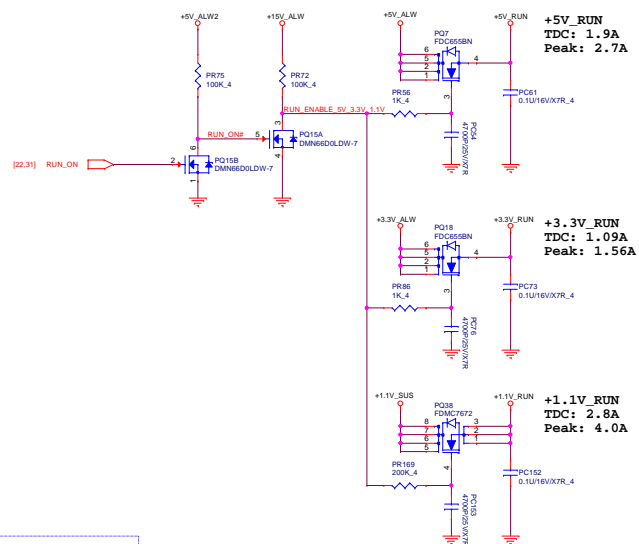 +5V_ALW2
+15V_ALW
+5V_ALW
+5V_RUN
+5V_RUN
TDC: 1.9A
Peak: 2.7A
PQ7
FDC655BN
6
5
2
1
4
3
PR75
100K_4
PR72
100K_4
PR56
1K_4
PC61
0.1U/16V/X7R_4
RUN_ENABLE_5V_3.3V_1.1V
PC54
4700P/25V/X7R
RUN_ON#
5
3
4
PQ15A
DMN66D0LDW-7
[22,31] RUN_ON
2
6
1
PQ15B
DMN66D0LDW-7
+3.3V_ALW
+3.3V_RUN
+3.3V_RUN
TDC: 1.09A
Peak: 1.56A
PQ18
FDC655BN
6
5
2
1
4
3
PR86
1K_4
PC73
0.1U/16V/X7R_4
PC76
4700P/25V/X7R
+1.1V_SUS
+1.1V_RUN
+1.1V_RUN
TDC: 2.8A
Peak: 4.0A
PQ38
FDMC7672
8
7
6
5
3
2
1
4
PR169
200K_4
PC152
0.1U/16V/X7R_4
PC153
4700P/25V/X7R